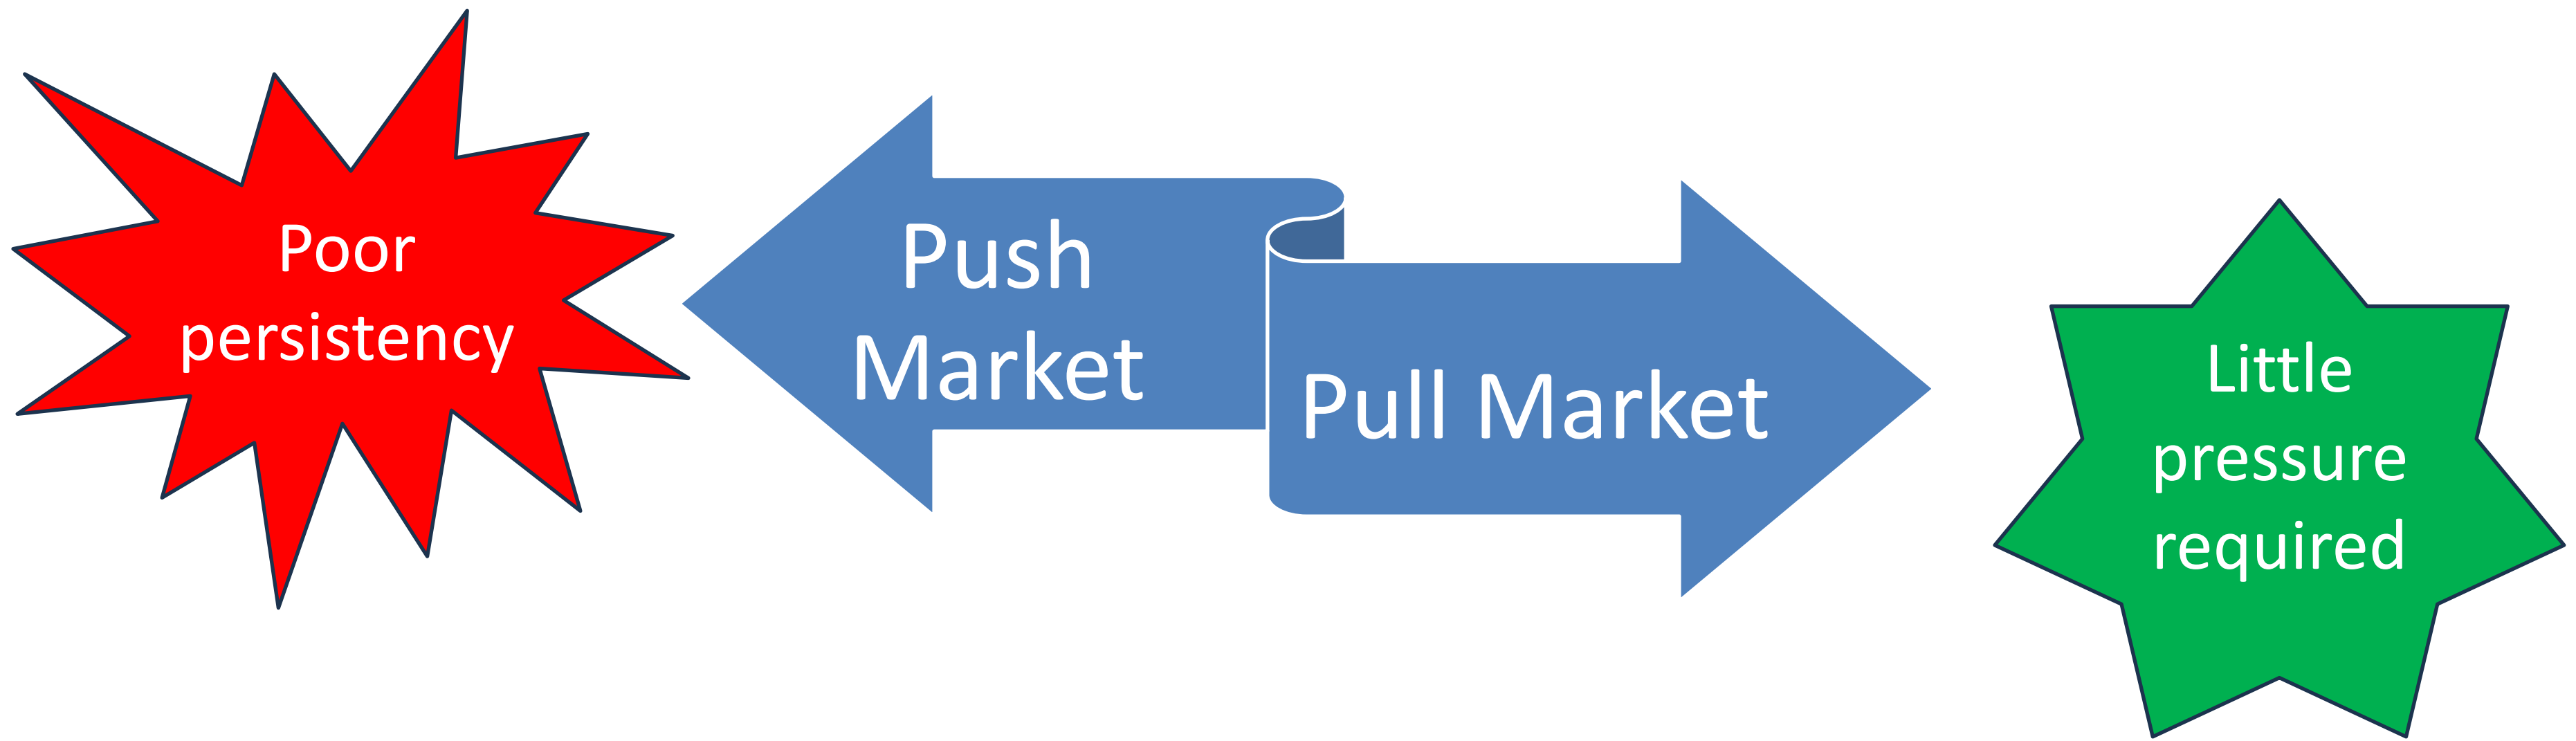 Poor
persistency
Push
Market
Pull Market
Little
pressure
required